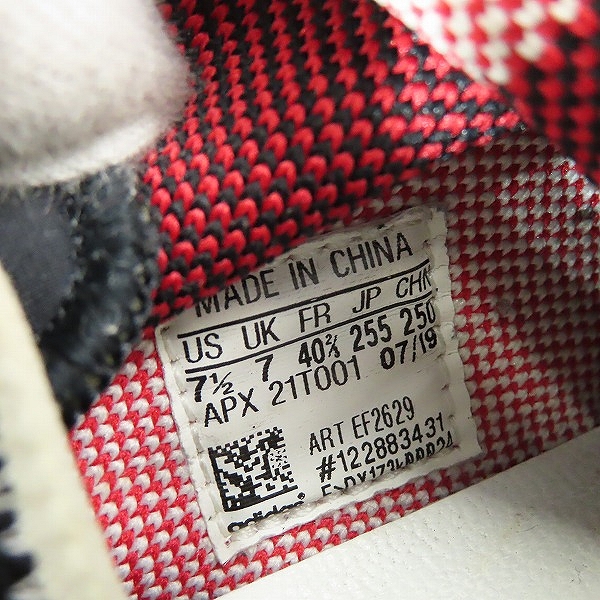 MADE IN CHINA
US UK FR JP CHN
7½ 7 40⅔ 255 250
APX 21T001 07/19
ART EF2629
#122883431
adidas